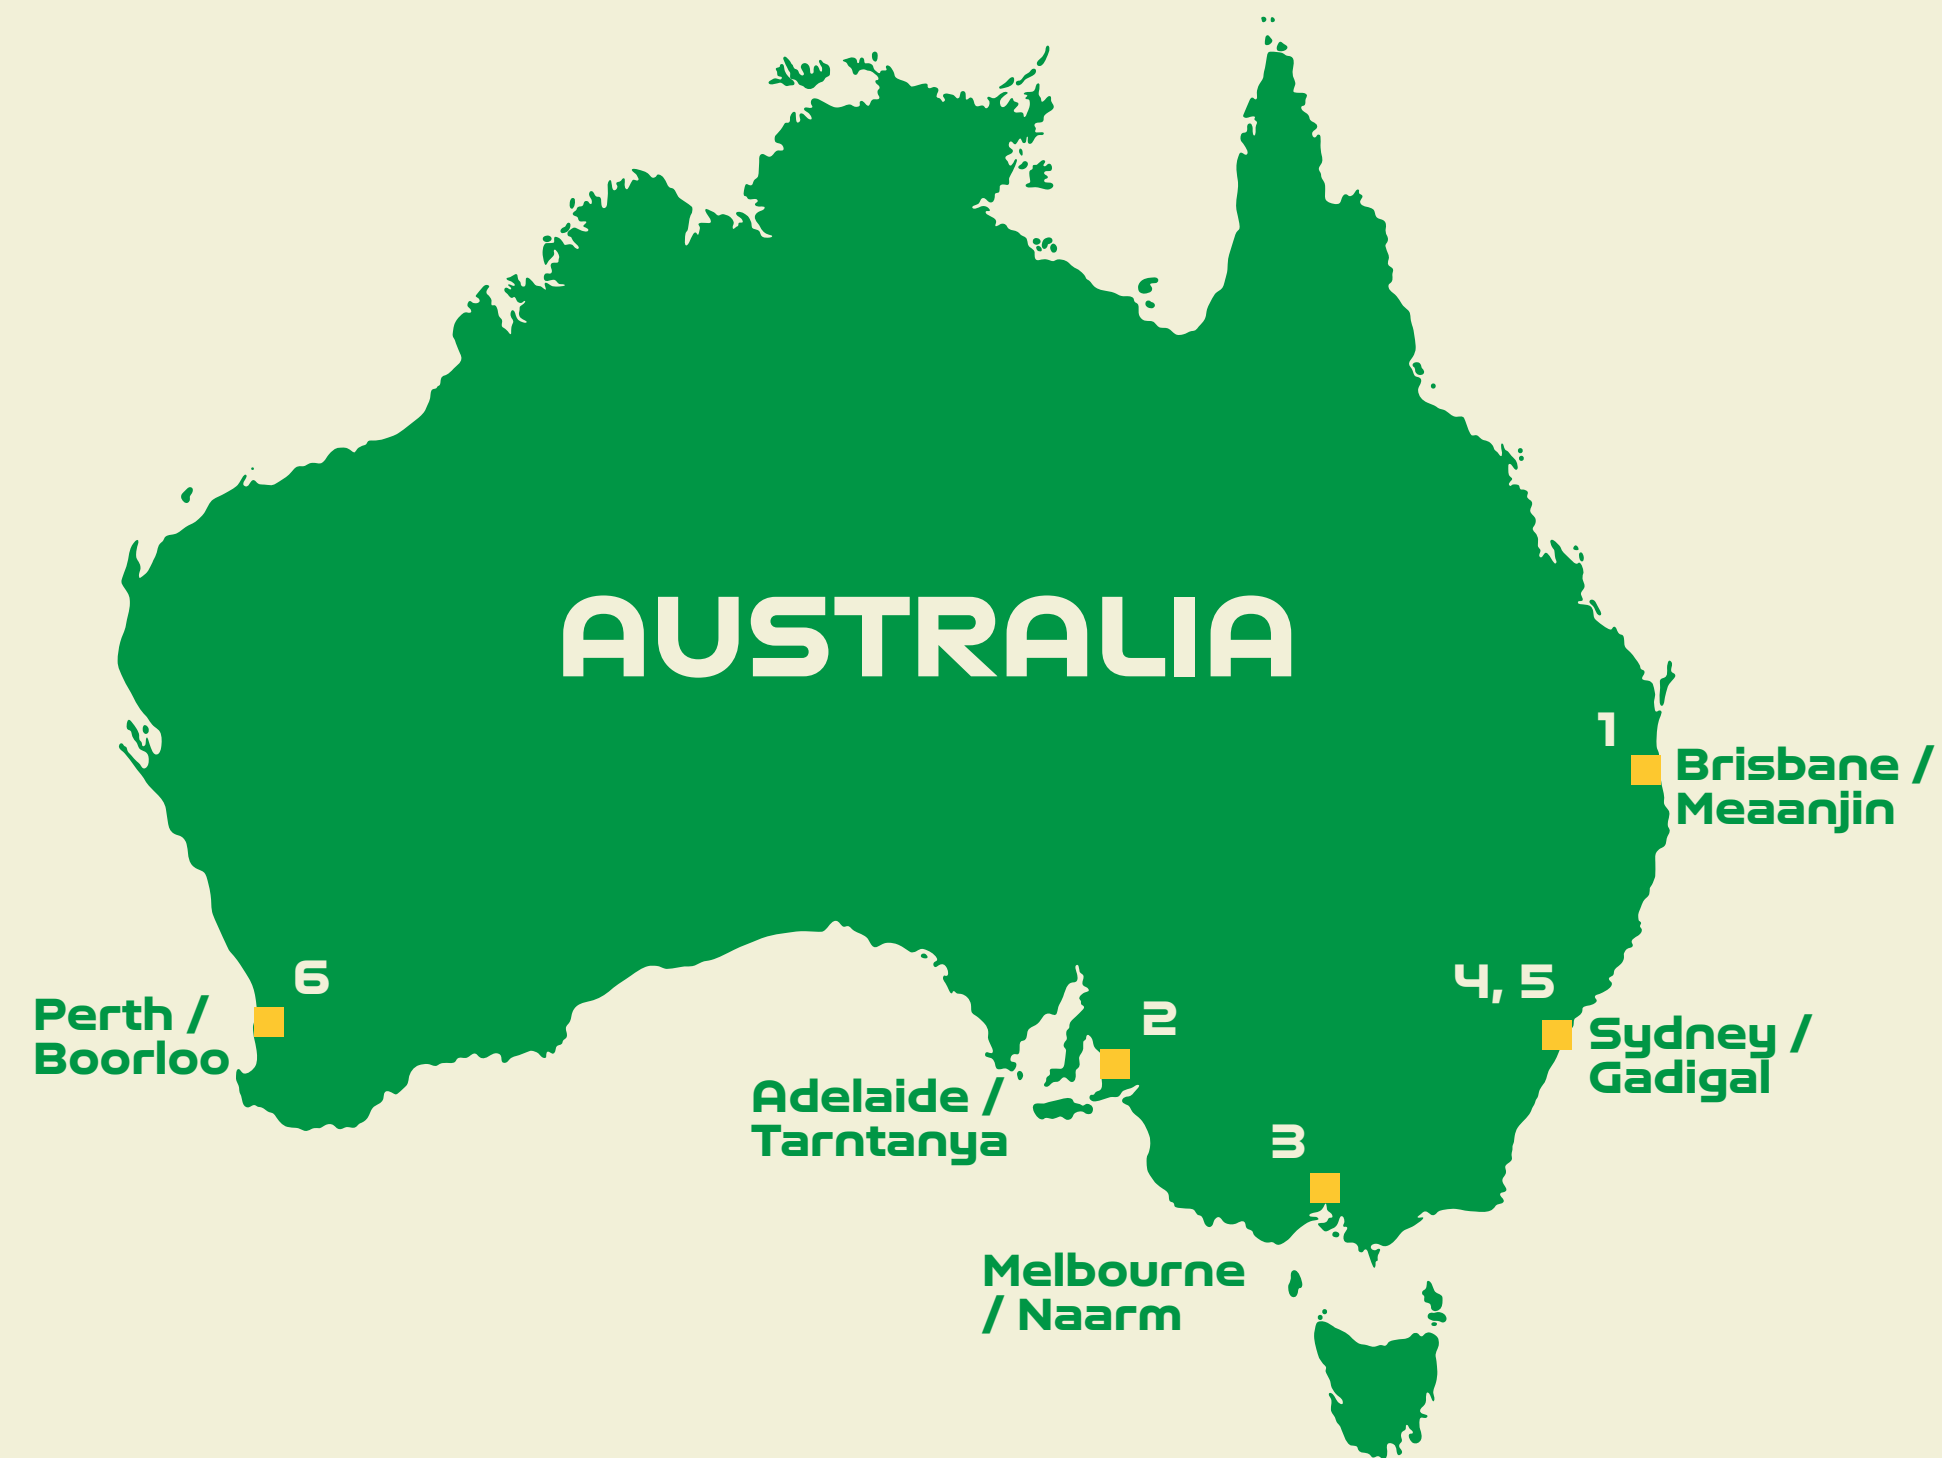 AUSTRALIA
1
Brisbane /
Meaanjin
6
Perth /
Boorloo
4, 5
Sydney /
Gadigal
2
Adelaide /
Tarntanya
3
Melbourne
/ Naarm